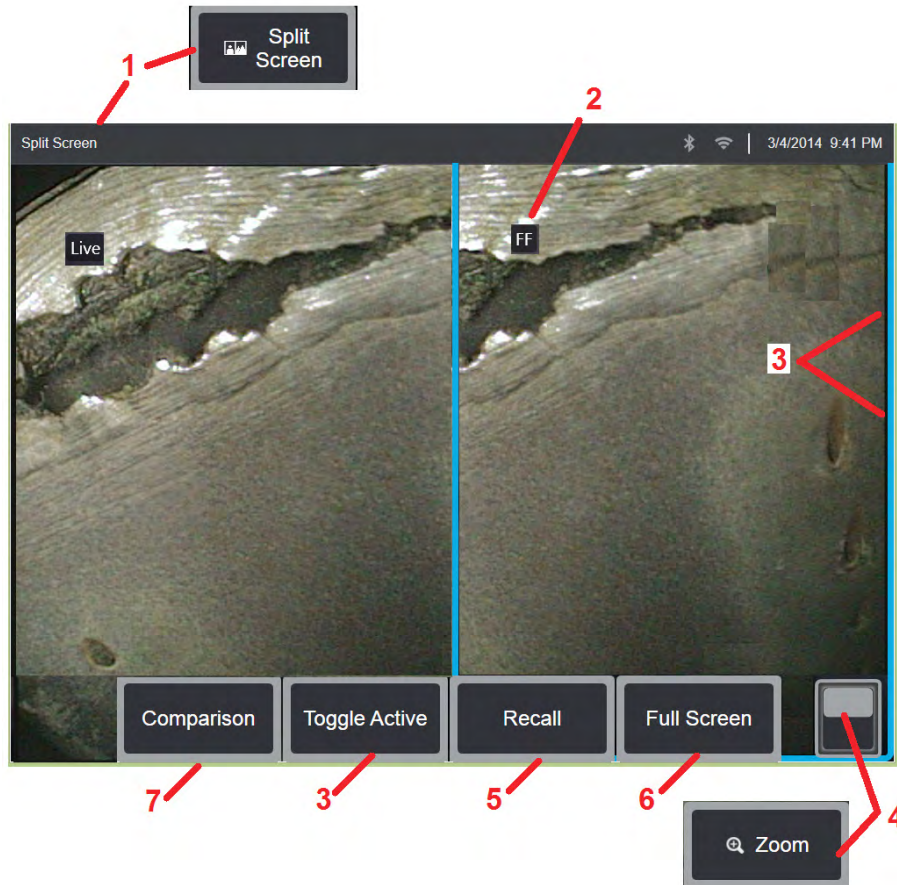 Split
Screen
1
2
Split Screen
3/4/2014 9:41 PM
Live
FF
3
Comparison
Toggle Active
Recall
Full Screen
7
3
5
6
4
Zoom